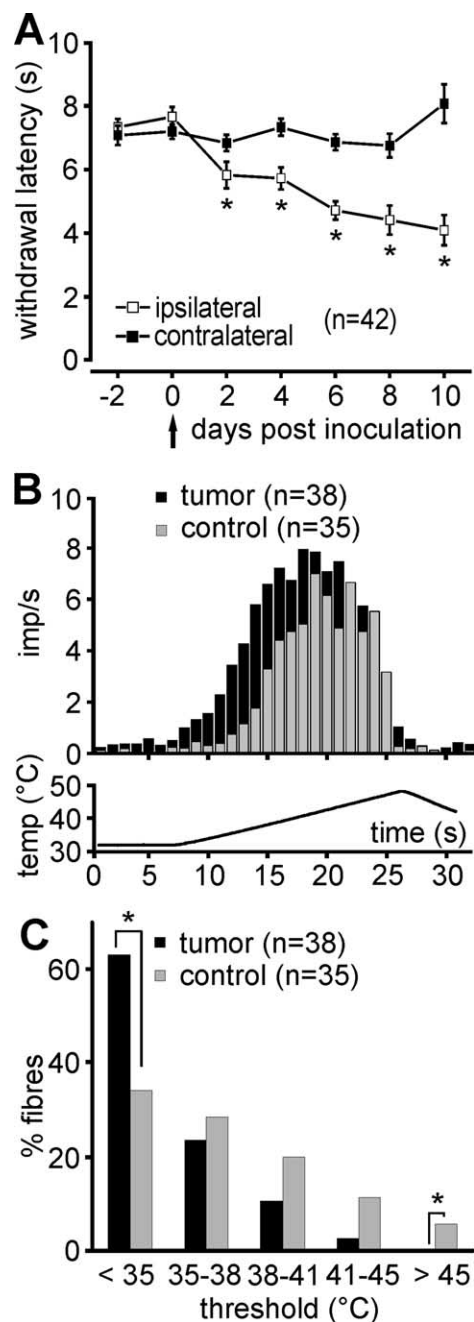 A
withdrawal latency (s)
10
8
6
4
2
0
* * * * *
ipsilateral
contralateral
(n=42)
-2 0 2 4 6 8 10
days post inoculation
B
imp/s
10
8
6
4
2
0
tumor (n=38)
control (n=35)
temp (°C)
50
40
30
time (s)
0 5 10 15 20 25 30
C
% fibres
60
40
20
0
*
tumor (n=38)
control (n=35)
*
< 35 35-38 38-41 41-45 > 45
threshold (°C)